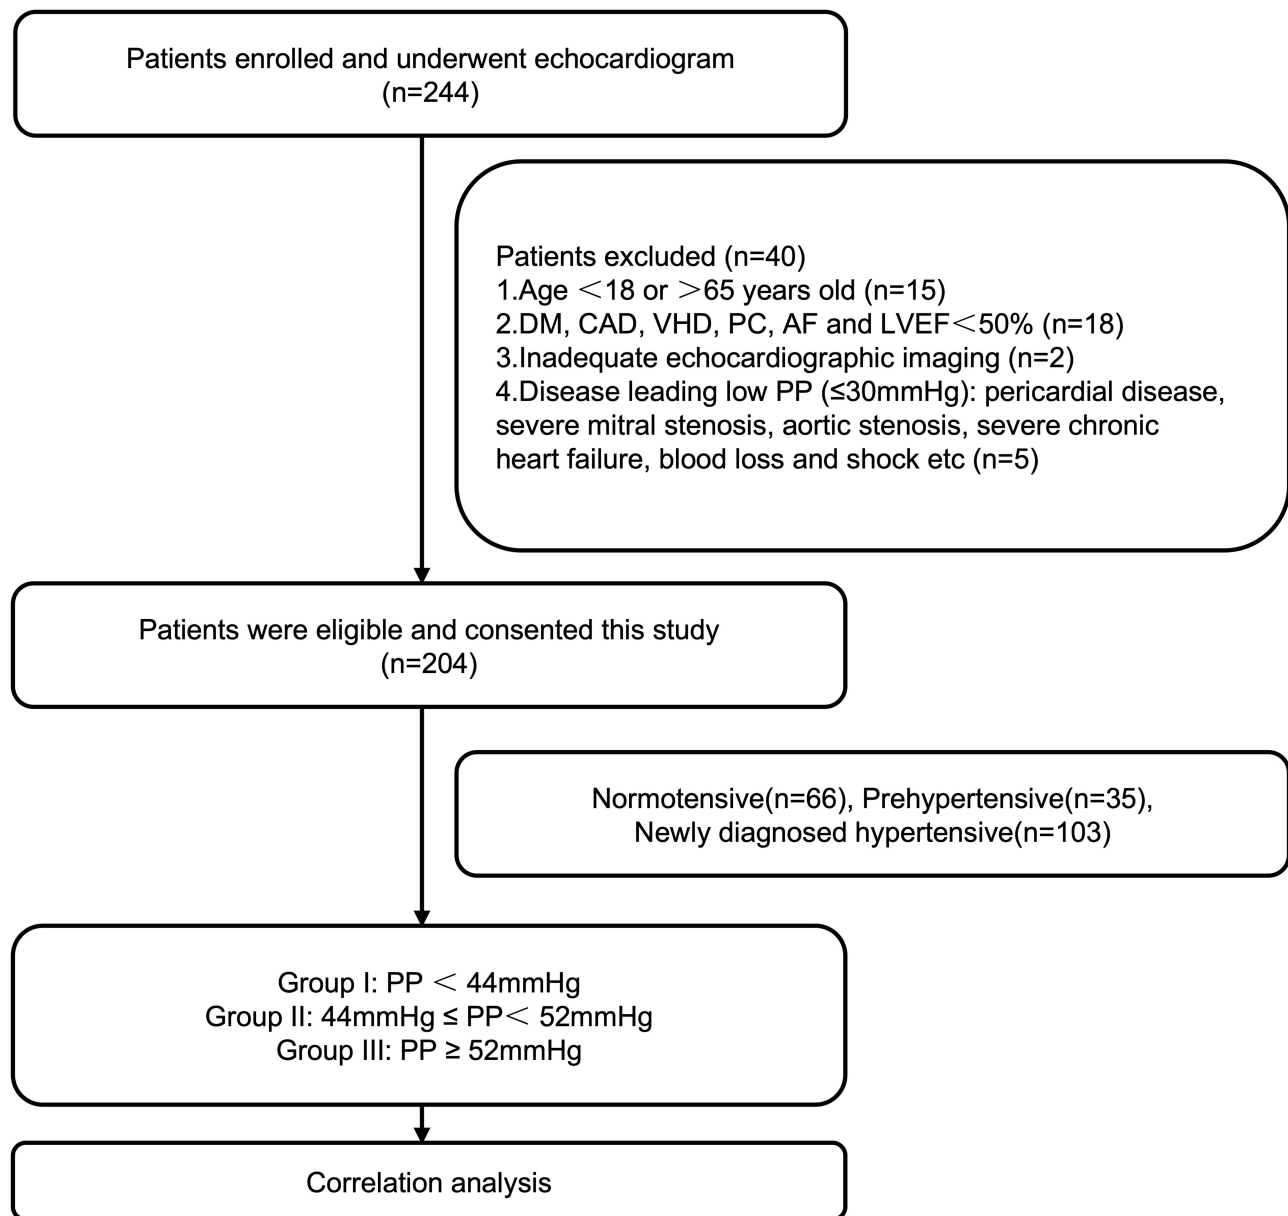 Patients enrolled and underwent echocardiogram
(n=244)
Patients excluded (n=40)
1.Age ＜18 or ＞65 years old (n=15)
2.DM, CAD, VHD, PC, AF and LVEF＜50% (n=18)
3.Inadequate echocardiographic imaging (n=2)
4.Disease leading low PP (≤30mmHg): pericardial disease,
severe mitral stenosis, aortic stenosis, severe chronic
heart failure, blood loss and shock etc (n=5)
Patients were eligible and consented this study
(n=204)
Normotensive(n=66), Prehypertensive(n=35),
Newly diagnosed hypertensive(n=103)
Group I: PP ＜ 44mmHg
Group II: 44mmHg ≤ PP＜ 52mmHg
Group III: PP ≥ 52mmHg
Correlation analysis